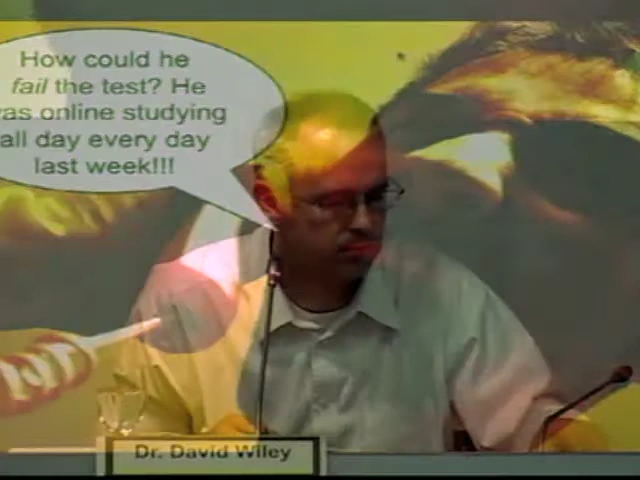 How could he
fail the test? He
was online studying
all day every day
last week!!!
Dr. David Wiley